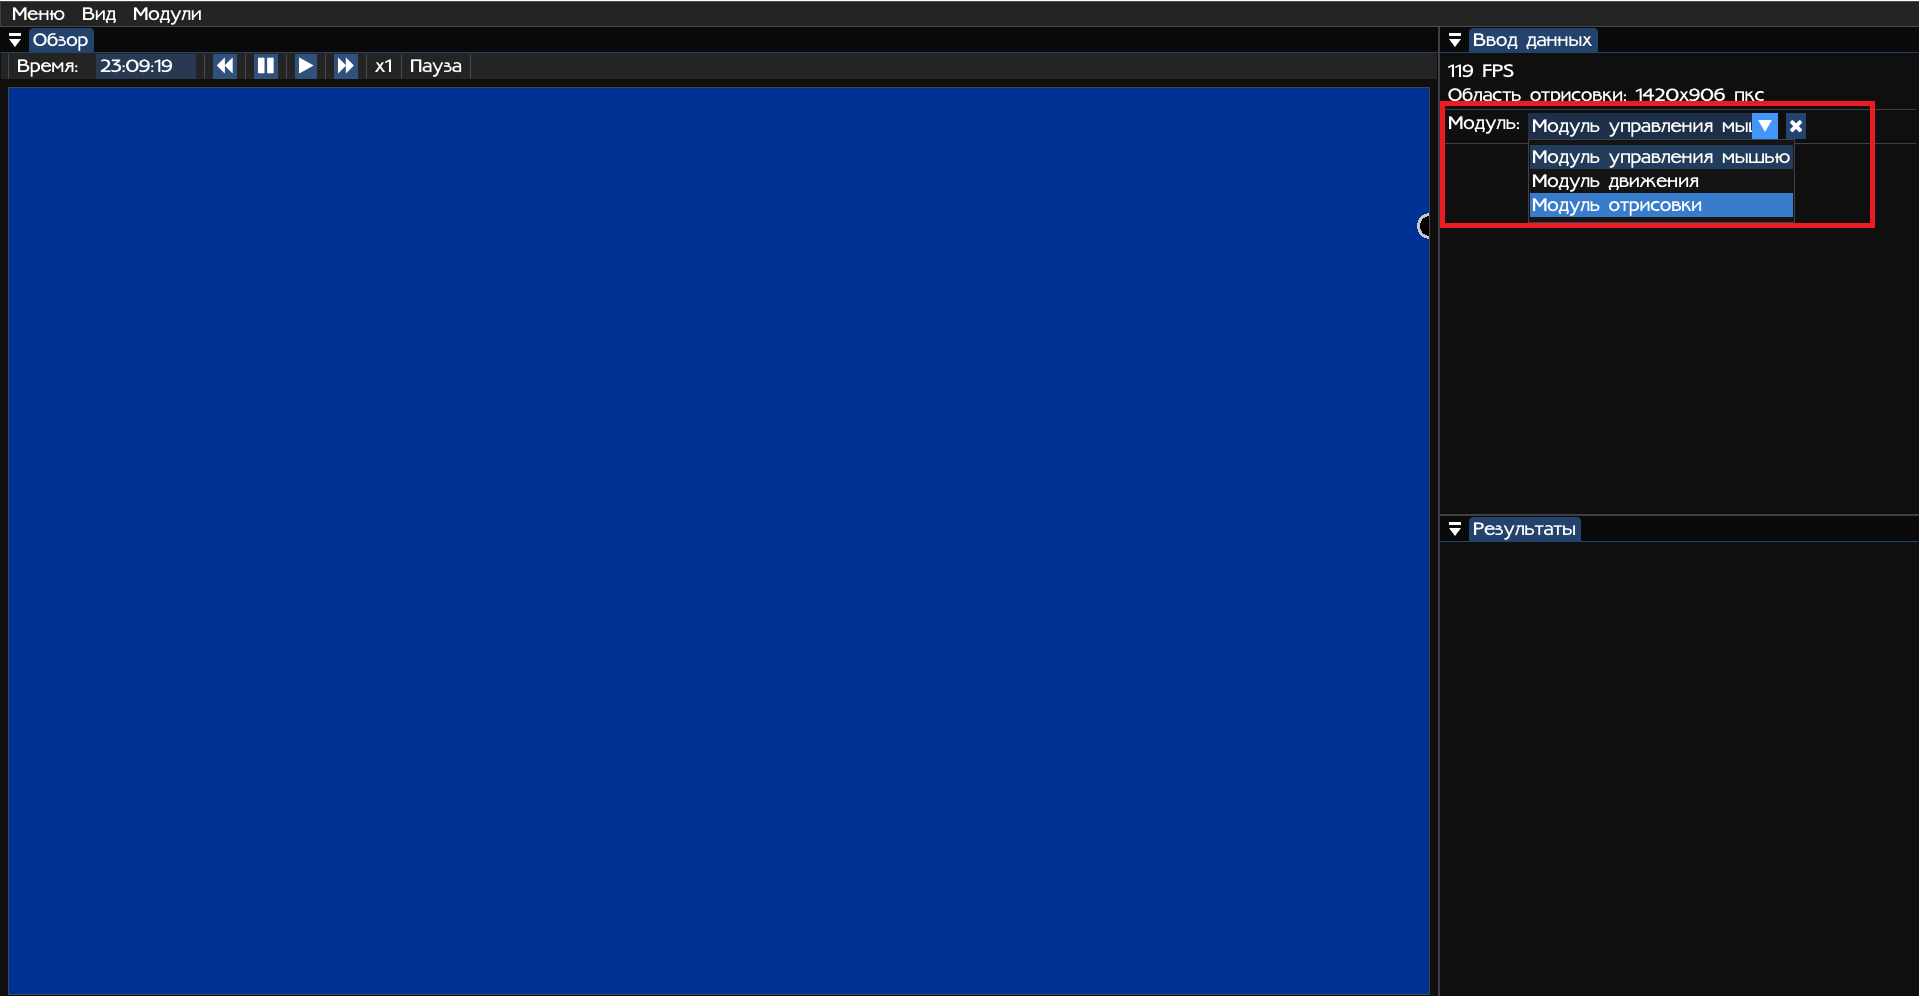 Меню Вид Модули
Обзор
Время: 23:09:19 x1 Пауза
Ввод данных
119 FPS
Область отрисовки: 1420x906 пкс
Модуль: Модуль управления мыш
Модуль управления мышью
Модуль движения
Модуль отрисовки
Результаты